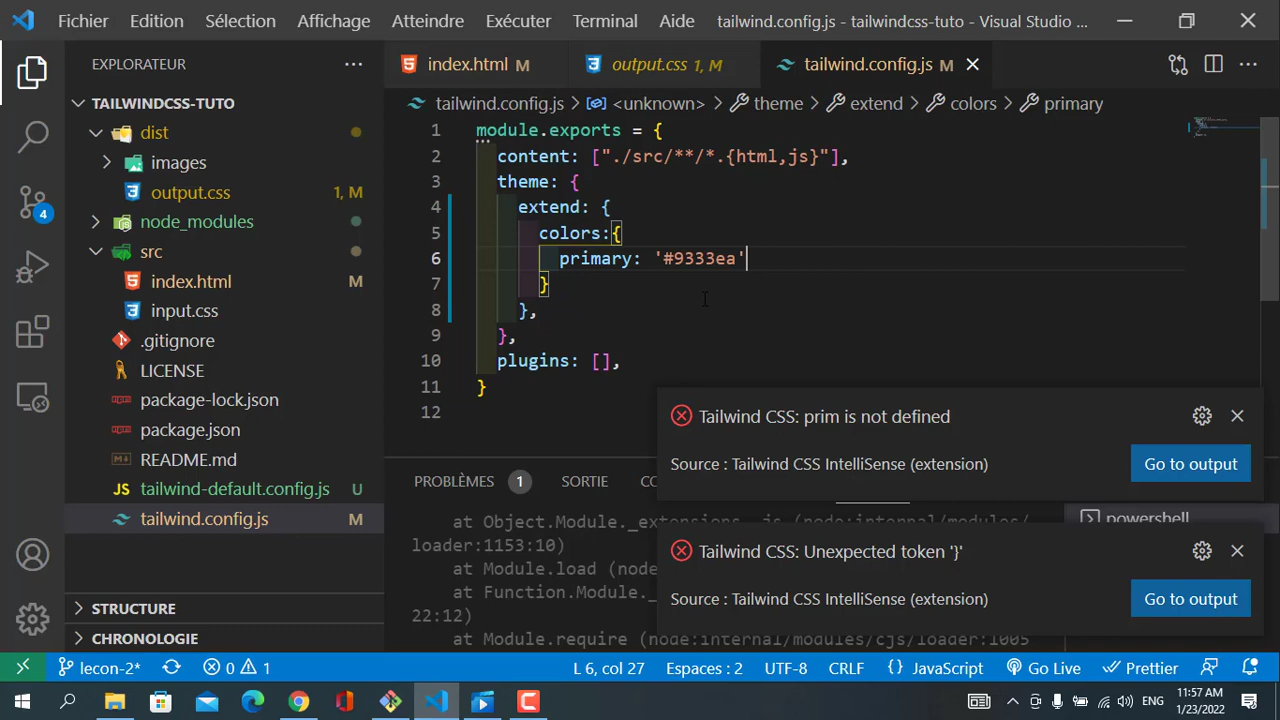 Fichier Edition Sélection Affichage Atteindre Exécuter Terminal Aide tailwind.config.js - tailwindcss-tuto - Visual Studio ...
EXPLORATEUR
TAILWINDCSS-TUTO
dist
images
output.css 1, M
node_modules
src
index.html M
input.css
.gitignore
LICENSE
package-lock.json
package.json
README.md
tailwind-default.config.js U
tailwind.config.js M
STRUCTURE
CHRONOLOGIE
4
index.html M output.css 1, M tailwind.config.js M
tailwind.config.js > <unknown> > theme > extend > colors > primary
1 module.exports = {
2 content: ["./src/**/*.{html,js}"],
3 theme: {
4 extend: {
5 colors:{
6 primary: '#9333ea'
7 }
8 },
9 },
10 plugins: [],
11 }
12
PROBLÈMES 1 SORTIE
at Object.Module._extensions..js (node:internal/modules/
loader:1153:10)
at Module.load (node
at Function.Module.
22:12)
at Module.require (node:internal/modules/cjs/loader:1005
powershell
Tailwind CSS: prim is not defined
Source : Tailwind CSS IntelliSense (extension) Go to output
Tailwind CSS: Unexpected token '}'
Source : Tailwind CSS IntelliSense (extension) Go to output
lecon-2* 0 1 L 6, col 27 Espaces : 2 UTF-8 CRLF {} JavaScript Go Live Prettier
ENG 11:57 AM
1/23/2022